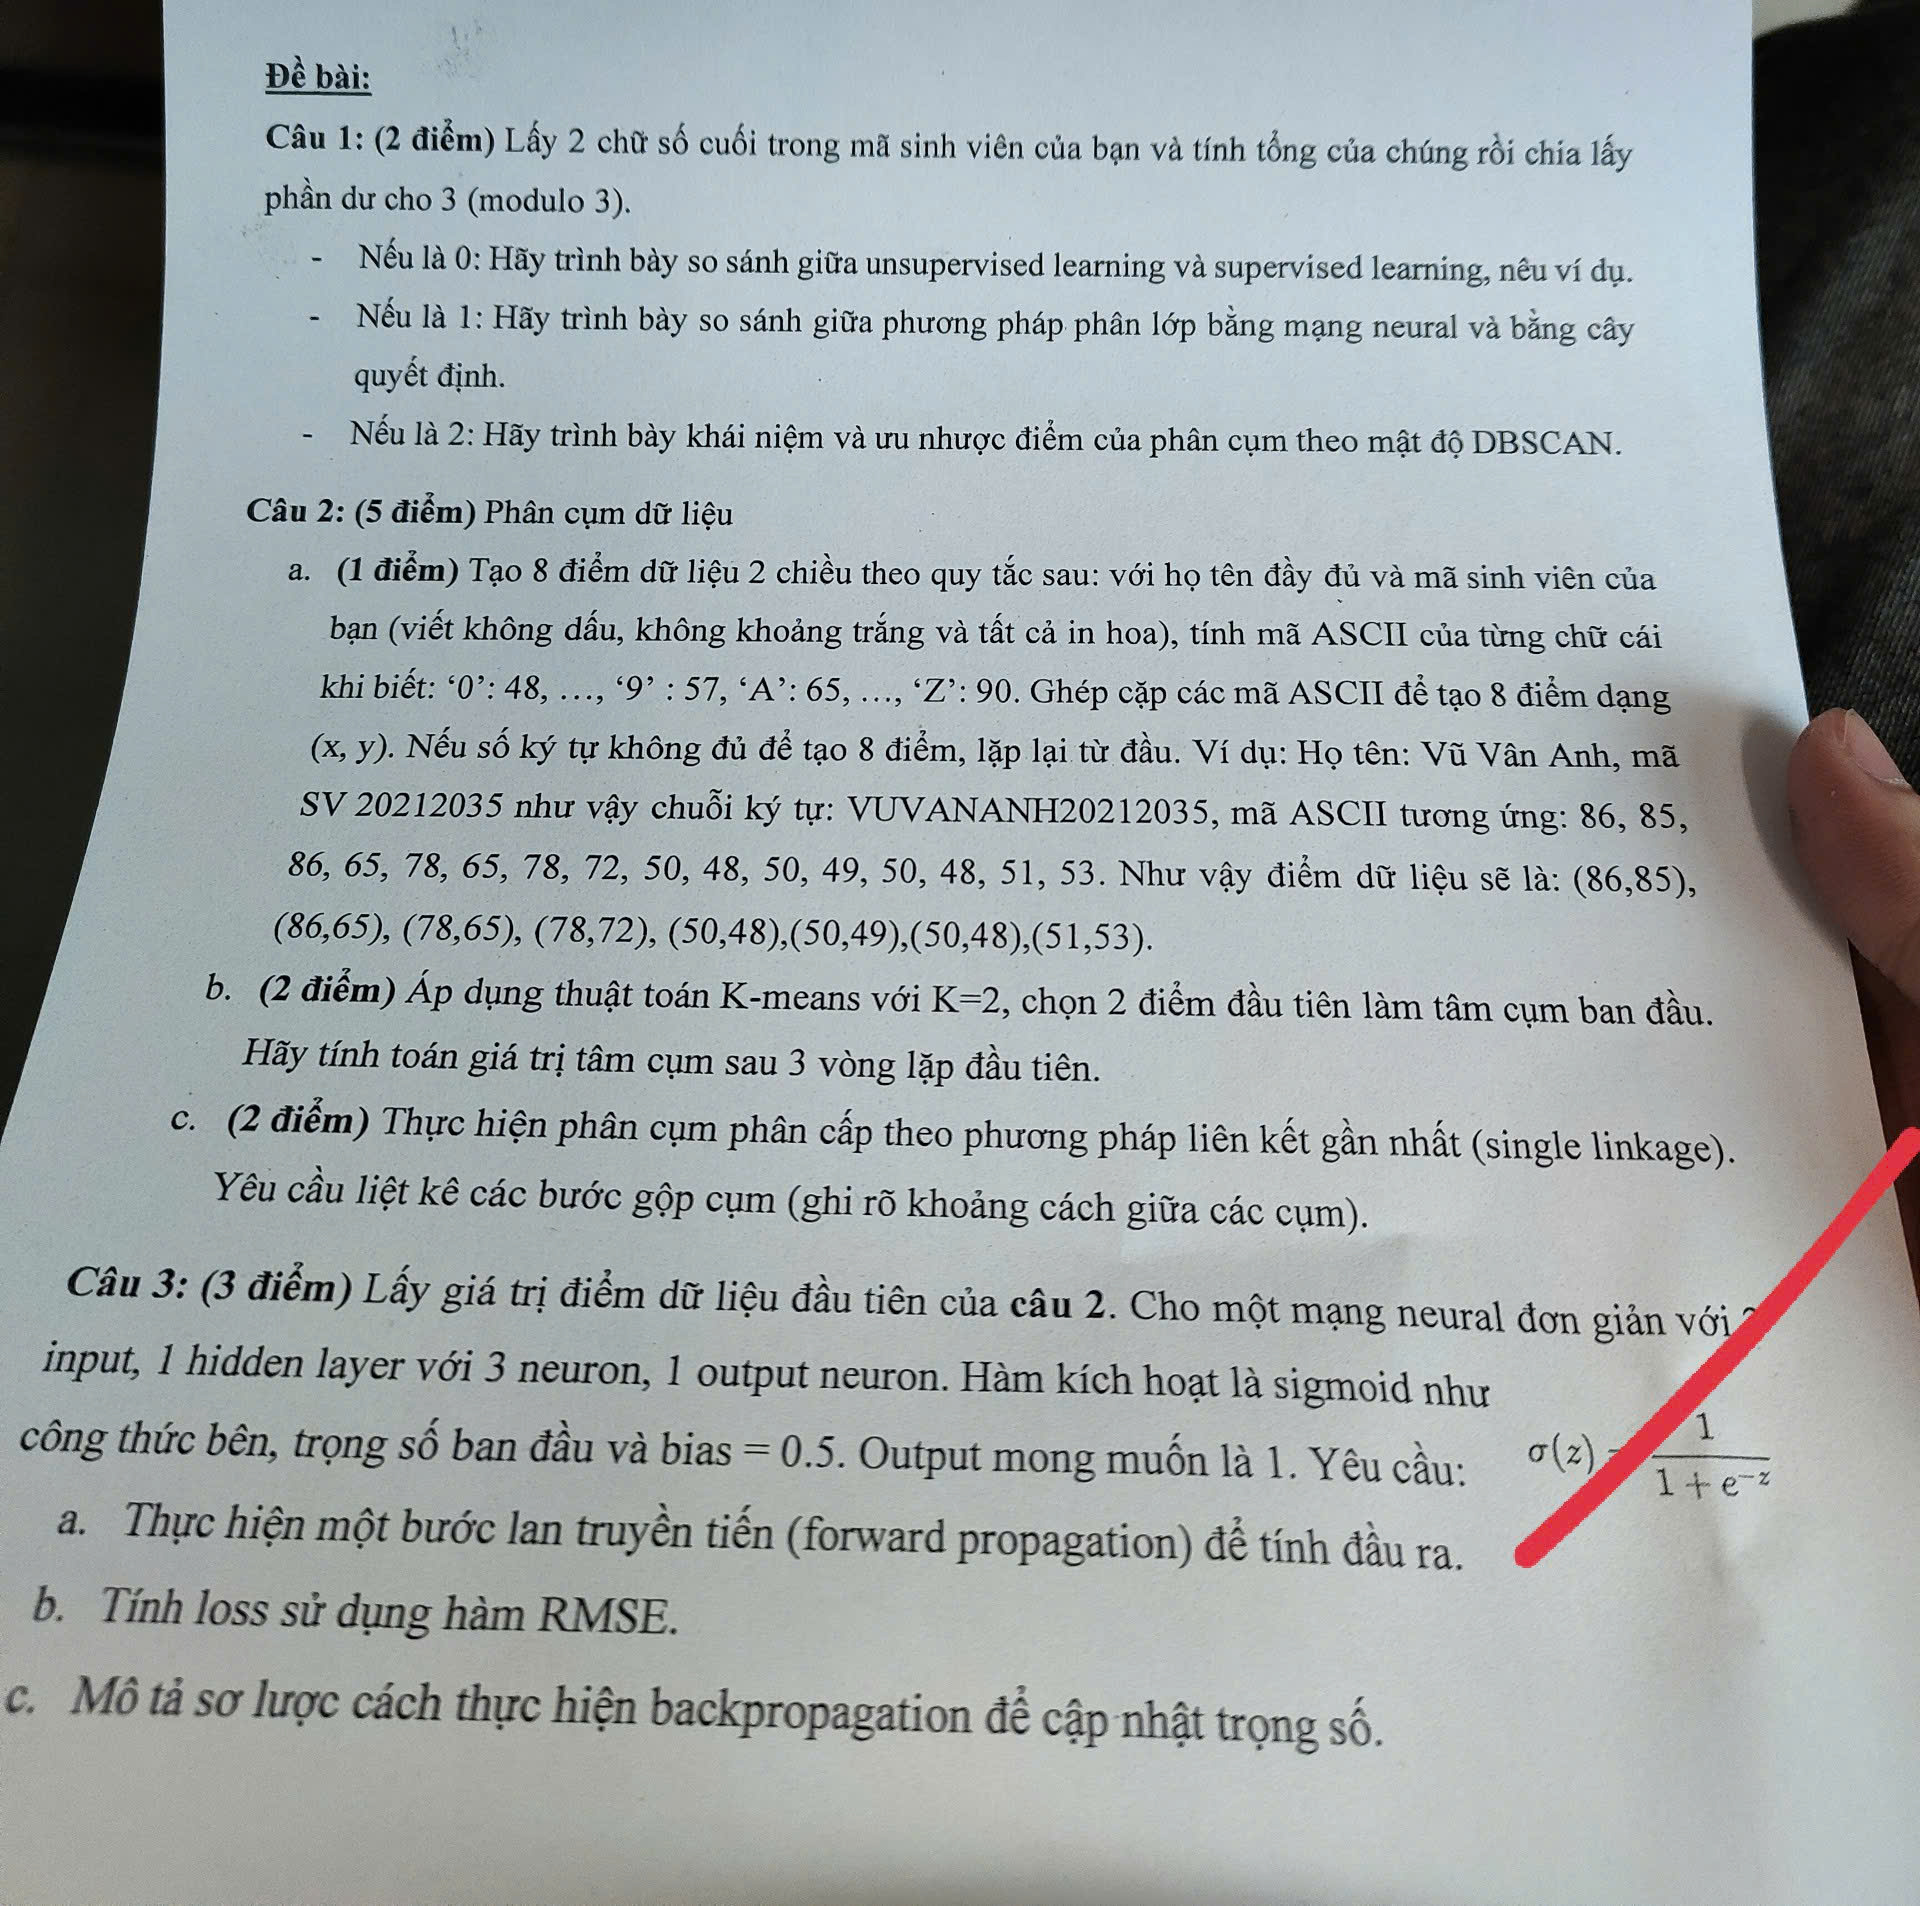 Đề bài:
Câu 1: (2 điểm) Lấy 2 chữ số cuối trong mã sinh viên của bạn và tính tổng của chúng rồi chia lấy
phần dư cho 3 (modulo 3).
- Nếu là 0: Hãy trình bày so sánh giữa unsupervised learning và supervised learning, nêu ví dụ.
- Nếu là 1: Hãy trình bày so sánh giữa phương pháp phân lớp bằng mạng neural và bằng cây
quyết định.
- Nếu là 2: Hãy trình bày khái niệm và ưu nhược điểm của phân cụm theo mật độ DBSCAN.
Câu 2: (5 điểm) Phân cụm dữ liệu
a. (1 điểm) Tạo 8 điểm dữ liệu 2 chiều theo quy tắc sau: với họ tên đầy đủ và mã sinh viên của
bạn (viết không dấu, không khoảng trắng và tất cả in hoa), tính mã ASCII của từng chữ cái
khi biết: ‘0’: 48, …, ‘9’ : 57, ‘A’: 65, …, ‘Z’: 90. Ghép cặp các mã ASCII để tạo 8 điểm dạng
(x, y). Nếu số ký tự không đủ để tạo 8 điểm, lặp lại từ đầu. Ví dụ: Họ tên: Vũ Vân Anh, mã
SV 20212035 như vậy chuỗi ký tự: VUVANANH20212035, mã ASCII tương ứng: 86, 85,
86, 65, 78, 65, 78, 72, 50, 48, 50, 49, 50, 48, 51, 53. Như vậy điểm dữ liệu sẽ là: (86,85),
(86,65), (78,65), (78,72), (50,48),(50,49),(50,48),(51,53).
b. (2 điểm) Áp dụng thuật toán K-means với K=2, chọn 2 điểm đầu tiên làm tâm cụm ban đầu.
Hãy tính toán giá trị tâm cụm sau 3 vòng lặp đầu tiên.
c. (2 điểm) Thực hiện phân cụm phân cấp theo phương pháp liên kết gần nhất (single linkage).
Yêu cầu liệt kê các bước gộp cụm (ghi rõ khoảng cách giữa các cụm).
Câu 3: (3 điểm) Lấy giá trị điểm dữ liệu đầu tiên của câu 2. Cho một mạng neural đơn giản với
input, 1 hidden layer với 3 neuron, 1 output neuron. Hàm kích hoạt là sigmoid như
công thức bên, trọng số ban đầu và bias = 0.5. Output mong muốn là 1. Yêu cầu:
σ(z) 1 / 1 + e^{-z}
a. Thực hiện một bước lan truyền tiến (forward propagation) để tính đầu ra.
b. Tính loss sử dụng hàm RMSE.
c. Mô tả sơ lược cách thực hiện backpropagation để cập nhật trọng số.